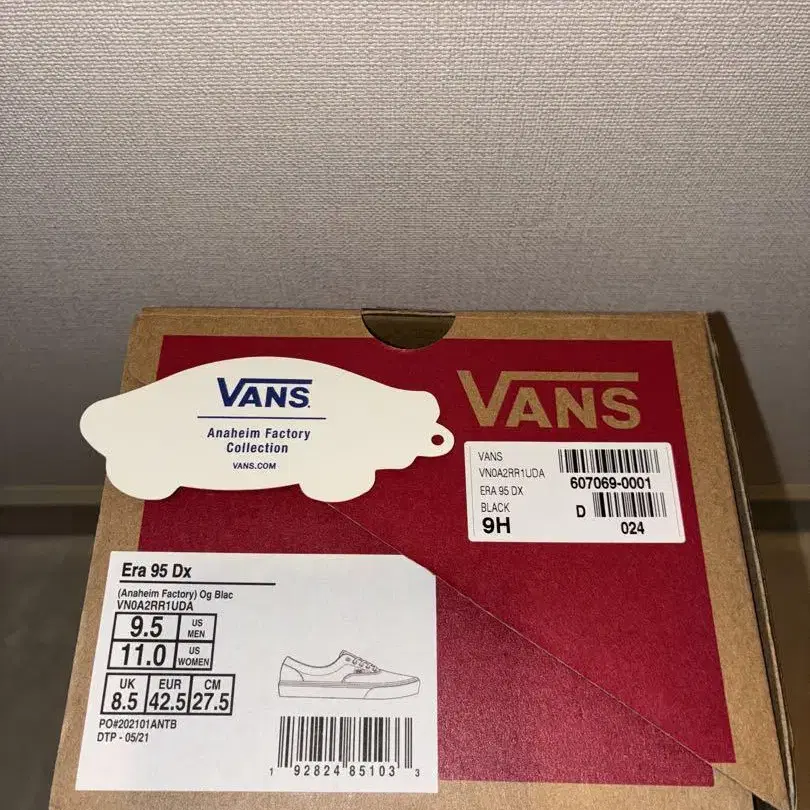 VANS
Anaheim Factory
Collection
VANS.COM
VANS
VANS
VN0A2RR1UDA
607069-0001
ERA 95 DX
BLACK
D
9H
024
Era 95 Dx
(Anaheim Factory) Og Blac
VN0A2RR1UDA
9.5 US MEN
11.0 US WOMEN
UK EUR CM
8.5 42.5 27.5
PO#202101ANTB
DTP - 05/21
1 92824 85103 3